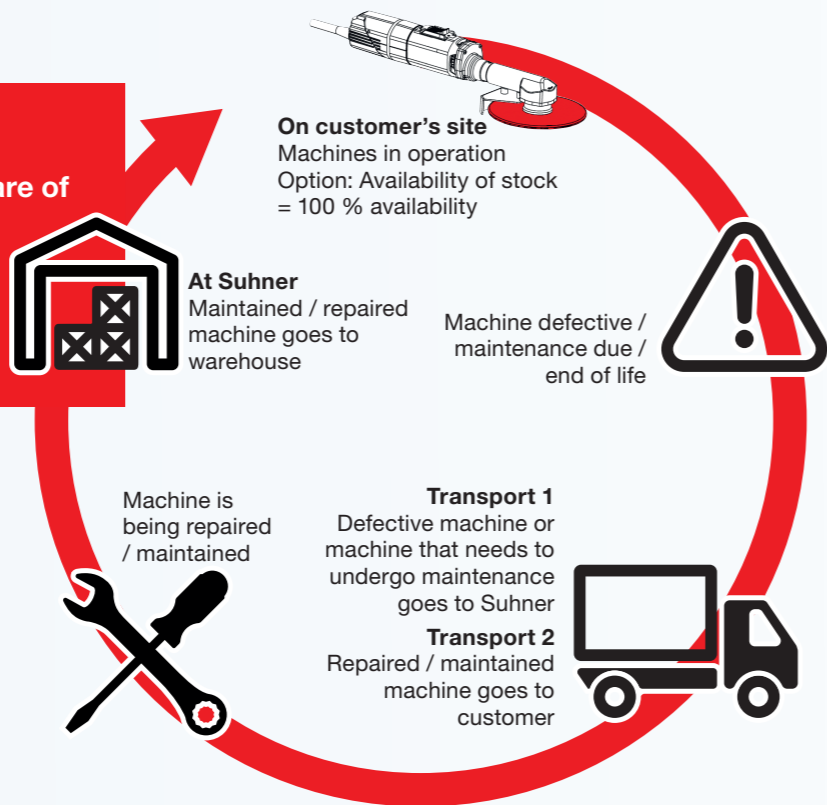 On customer's site
Machines in operation
Option: Availability of stock
= 100 % availability
Machine defective /
maintenance due /
end of life
Transport 1
Defective machine or
machine that needs to
undergo maintenance
goes to Suhner
Transport 2
Repaired / maintained
machine goes to
customer
Machine is
being repaired
/ maintained
At Suhner
Maintained / repaired
machine goes to
warehouse
of